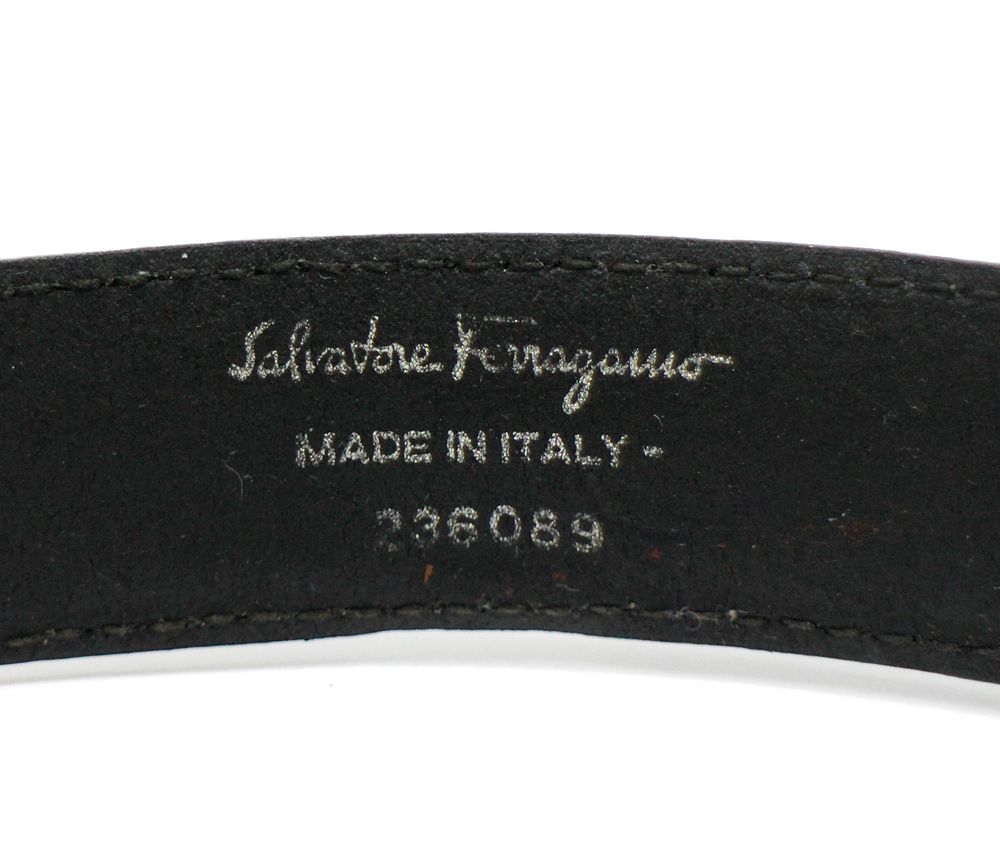 Salvatore Ferragamo
MADE IN ITALY -
236089